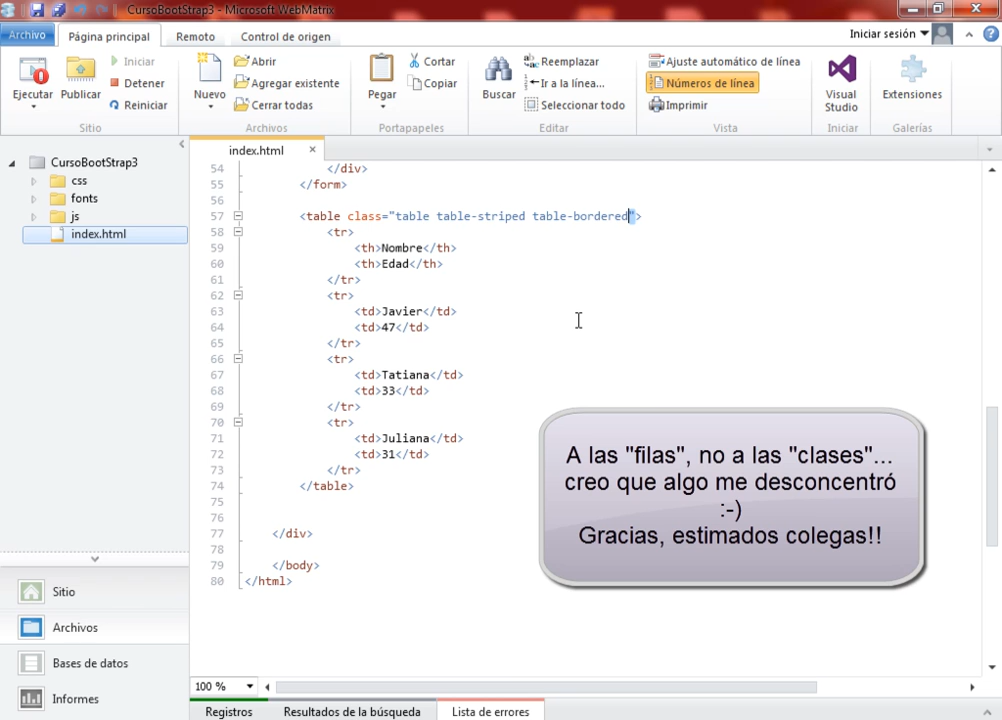 CursoBootStrap3 - Microsoft WebMatrix
Archivo
Página principal
Remoto
Control de origen
Iniciar sesión
Ejecutar
Publicar
Iniciar
Detener
Reiniciar
Sitio
Nuevo
Abrir
Agregar existente
Cerrar todas
Archivos
Pegar
Cortar
Copiar
Portapapeles
Buscar
Reemplazar
Ir a la línea...
Seleccionar todo
Editar
Ajuste automático de línea
Números de línea
Imprimir
Vista
Visual
Studio
Iniciar
Extensiones
Galerías
CursoBootStrap3
css
fonts
js
index.html
index.html
54 </div>
55 </form>
56
57 <table class="table table-striped table-bordered">
58 <tr>
59 <th>Nombre</th>
60 <th>Edad</th>
61 </tr>
62 <tr>
63 <td>Javier</td>
64 <td>47</td>
65 </tr>
66 <tr>
67 <td>Tatiana</td>
68 <td>33</td>
69 </tr>
70 <tr>
71 <td>Juliana</td>
72 <td>31</td>
73 </tr>
74 </table>
75
76
77 </div>
78
79 </body>
80 </html>
A las "filas", no a las "clases"...
creo que algo me desconcentró
:-)
Gracias, estimados colegas!!
Sitio
Archivos
Bases de datos
Informes
100 %
Registros
Resultados de la búsqueda
Lista de errores